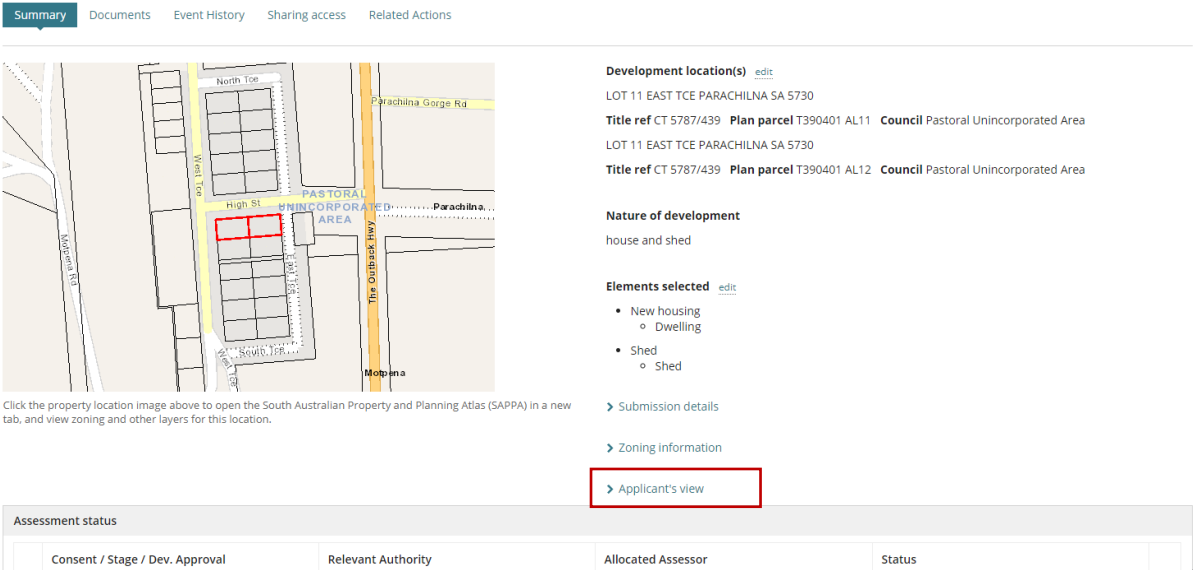 Summary Documents Event History Sharing access Related Actions
North Tce
Parachilna Gorge Rd
West Tce
PASTORAL
High St
UNINCORPORATED
Parachilna
AREA
Motpena Rd
The Outback Hwy
East Tce
South Tce
West Tce
Motpena
Click the property location image above to open the South Australian Property and Planning Atlas (SAPPA) in a new
tab, and view zoning and other layers for this location.
Development location(s) edit
LOT 11 EAST TCE PARACHILNA SA 5730
Title ref CT 5787/439 Plan parcel T390401 AL11 Council Pastoral Unincorporated Area
LOT 11 EAST TCE PARACHILNA SA 5730
Title ref CT 5787/439 Plan parcel T390401 AL12 Council Pastoral Unincorporated Area
Nature of development
house and shed
Elements selected edit
New housing
Dwelling
Shed
Shed
Submission details
Zoning information
Applicant's view
Assessment status
Consent / Stage / Dev. Approval Relevant Authority Allocated Assessor Status